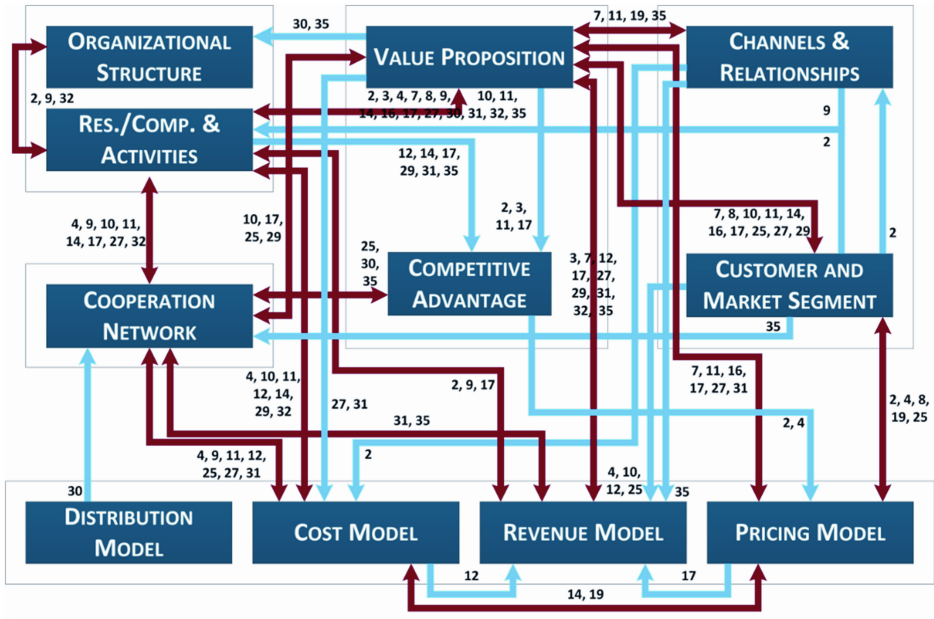 30, 35
7, 11, 19, 35
ORGANIZATIONAL
STRUCTURE
VALUE PROPOSITION
CHANNELS &
RELATIONSHIPS
2, 9, 32
2, 3, 4, 7, 8, 9,
10, 11,
14, 16, 17, 27, 30, 31, 32, 35
9
RES./COMP. &
ACTIVITIES
2
12, 14, 17,
29, 31, 35
4, 9, 10, 11,
14, 17, 27, 32
10, 17,
25, 29
2, 3,
11, 17
7, 8, 10, 11, 14,
16, 17, 25, 27, 29
2
25,
30,
35
3, 7, 12,
17, 27,
29, 31,
32, 35
COMPETITIVE
ADVANTAGE
CUSTOMER AND
MARKET SEGMENT
COOPERATION
NETWORK
35
4, 10, 11,
12, 14,
29, 32
2, 9, 17
7, 11, 16,
17, 27, 31
27, 31
31, 35
2, 4
2, 4, 8,
19, 25
4, 9, 11, 12,
25, 27, 31
2
4, 10,
12, 25
35
30
DISTRIBUTION
MODEL
COST MODEL
REVENUE MODEL
PRICING MODEL
12
17
14, 19